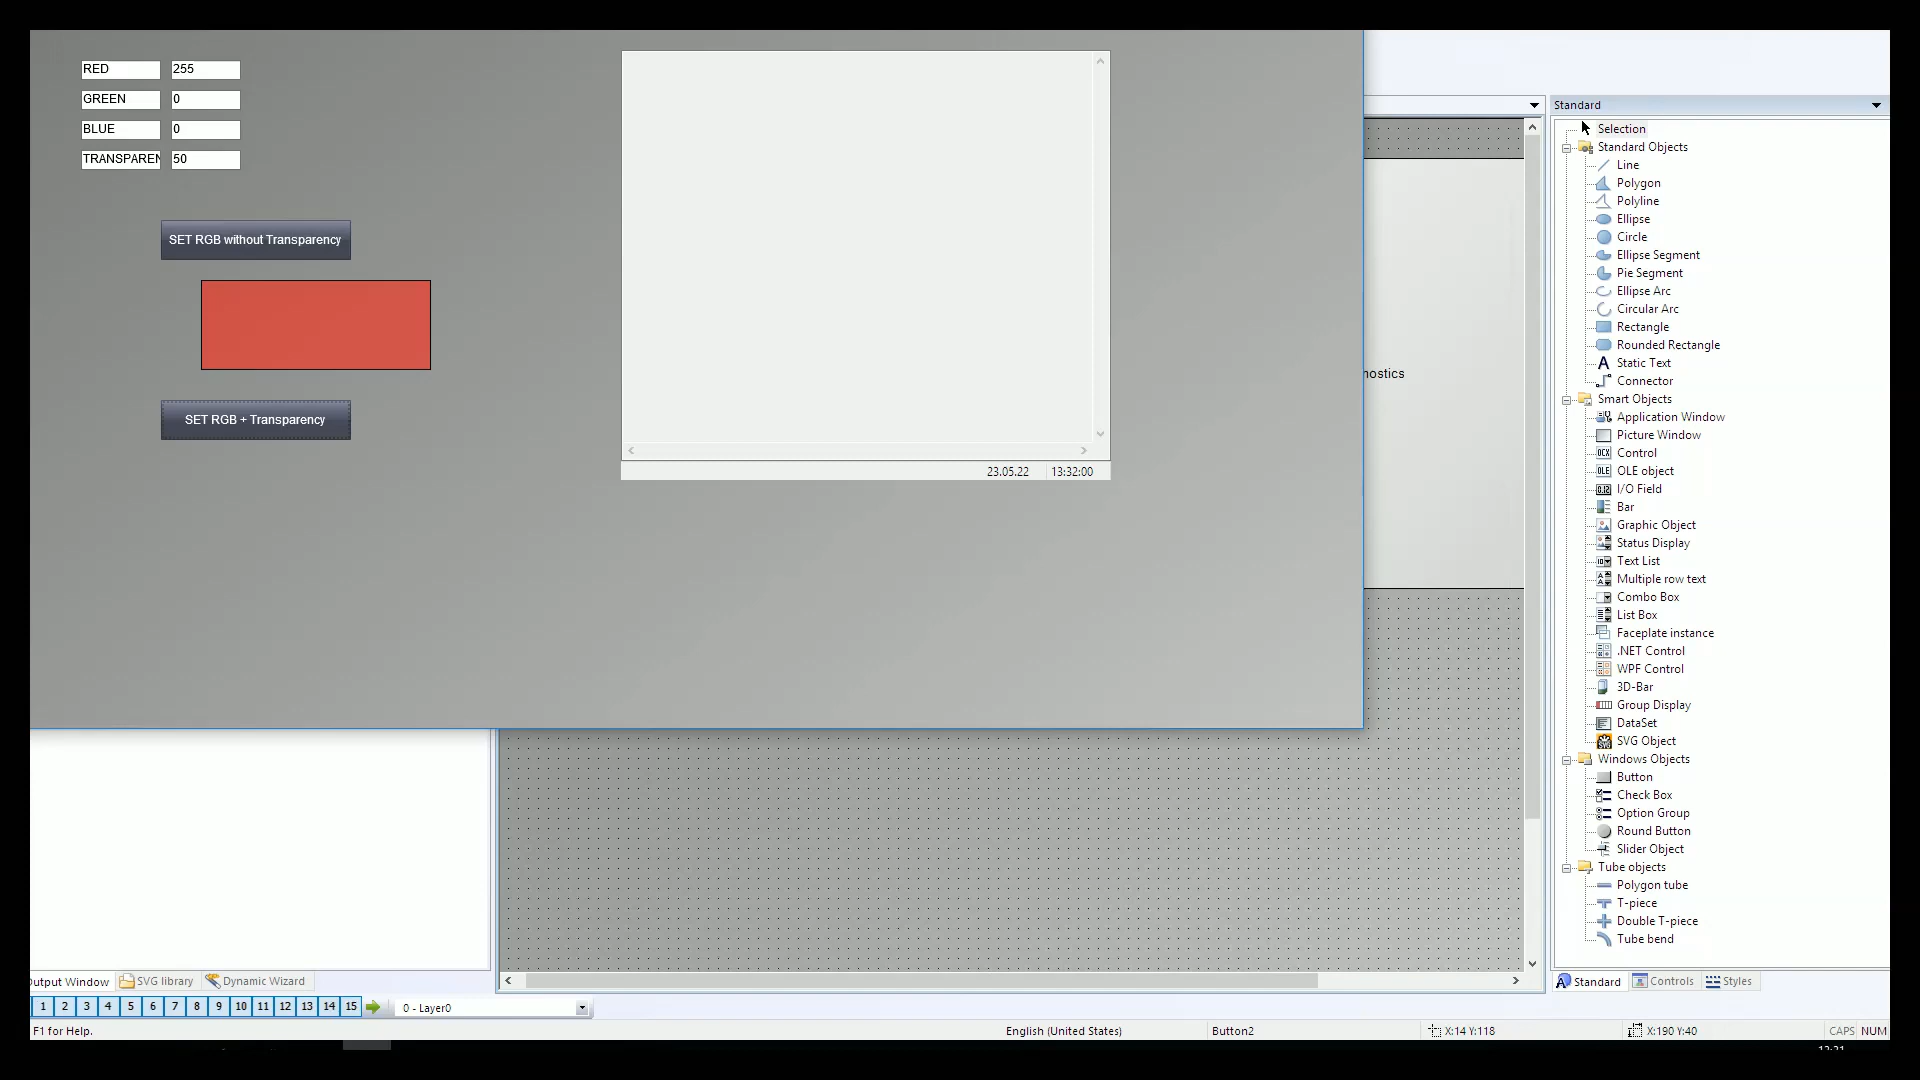 RED 255
GREEN 0
BLUE 0
TRANSPAREN 50
SET RGB without Transparency
SET RGB + Transparency
23.05.22 13:32:00
nostics
Standard
Selection
Standard Objects
Line
Polygon
Polyline
Ellipse
Circle
Ellipse Segment
Pie Segment
Ellipse Arc
Circular Arc
Rectangle
Rounded Rectangle
Static Text
Connector
Smart Objects
Application Window
Picture Window
Control
OLE object
I/O Field
Bar
Graphic Object
Status Display
Text List
Multiple row text
Combo Box
List Box
Faceplate instance
.NET Control
WPF Control
3D-Bar
Group Display
DataSet
SVG Object
Windows Objects
Button
Check Box
Option Group
Round Button
Slider Object
Tube objects
Polygon tube
T-piece
Double T-piece
Tube bend
Output Window SVG library Dynamic Wizard
Standard Controls Styles
1 2 3 4 5 6 7 8 9 10 11 12 13 14 15 0 - Layer0
F1 for Help. English (United States) Button2 X:14 Y:118 X:190 Y:40 CAPS NUM